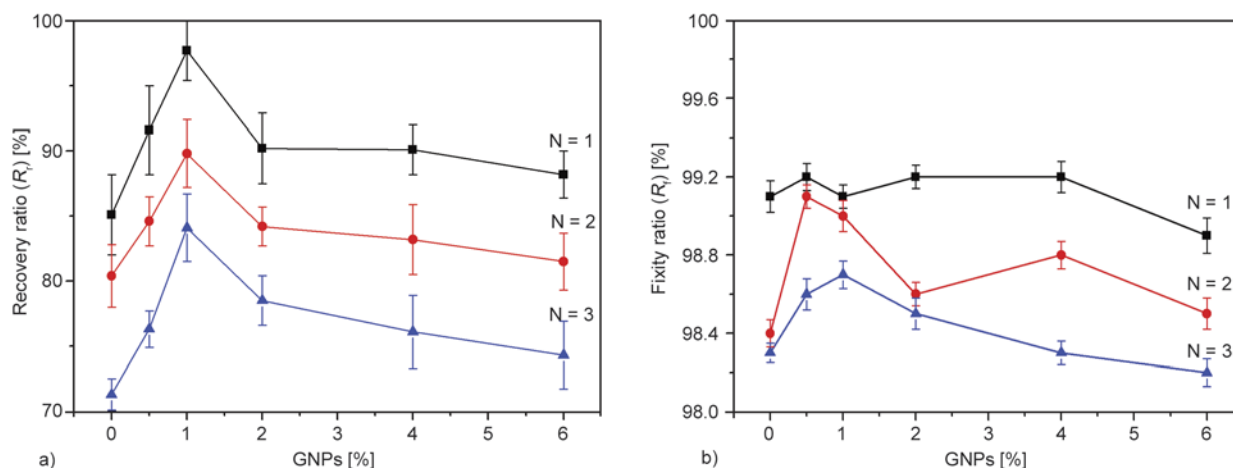 100
90
80
70
Recovery ratio (Rᵣ) [%]
N = 1
N = 2
N = 3
0 1 2 3 4 5 6
GNPs [%]
a)
100
99.6
99.2
98.8
98.4
98.0
Fixity ratio (R_f) [%]
N = 1
N = 2
N = 3
0 1 2 3 4 5 6
GNPs [%]
b)